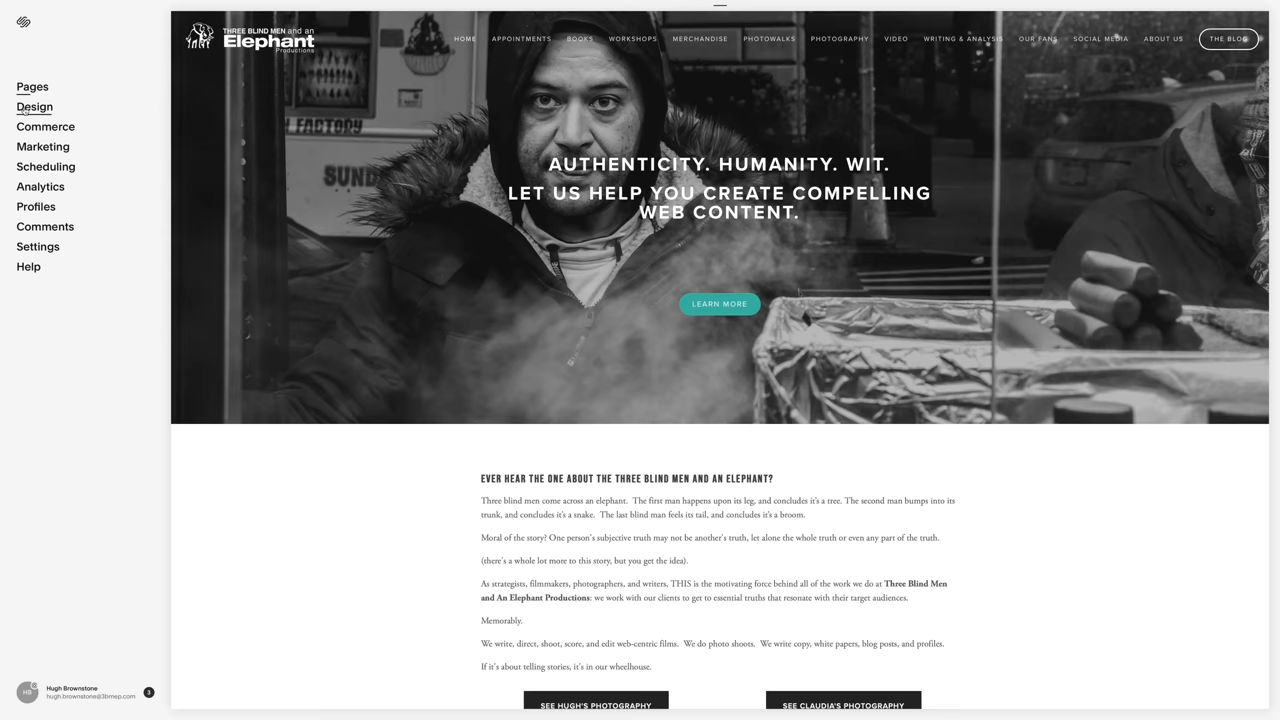 THREE BLIND MEN and an
Elephant
Productions
HOME APPOINTMENTS BOOKS WORKSHOPS MERCHANDISE PHOTOWALKS PHOTOGRAPHY VIDEO WRITING & ANALYSIS OUR FANS SOCIAL MEDIA ABOUT US THE BLOG
Pages
Design
Commerce
Marketing
Scheduling
Analytics
Profiles
Comments
Settings
Help
FACTORY
SUND
AUTHENTICITY. HUMANITY. WIT.
LET US HELP YOU CREATE COMPELLING
WEB CONTENT.
LEARN MORE
EVER HEAR THE ONE ABOUT THE THREE BLIND MEN AND AN ELEPHANT?
Three blind men come across an elephant. The first man happens upon its leg, and concludes it's a tree. The second man bumps into its
trunk, and concludes it's a snake. The last blind man feels its tail, and concludes it's a broom.
Moral of the story? One person's subjective truth may not be another's truth, let alone the whole truth or even any part of the truth.
(there's a whole lot more to this story, but you get the idea).
As strategists, filmmakers, photographers, and writers, THIS is the motivating force behind all of the work we do at Three Blind Men
and An Elephant Productions: we work with our clients to get to essential truths that resonate with their target audiences.
Memorably.
We write, direct, shoot, score, and edit web-centric films. We do photo shoots. We write copy, white papers, blog posts, and profiles.
If it's about telling stories, it's in our wheelhouse.
SEE HUGH'S PHOTOGRAPHY SEE CLAUDIA'S PHOTOGRAPHY
HB
Hugh Brownstone
hugh.brownstone@3bmep.com
3